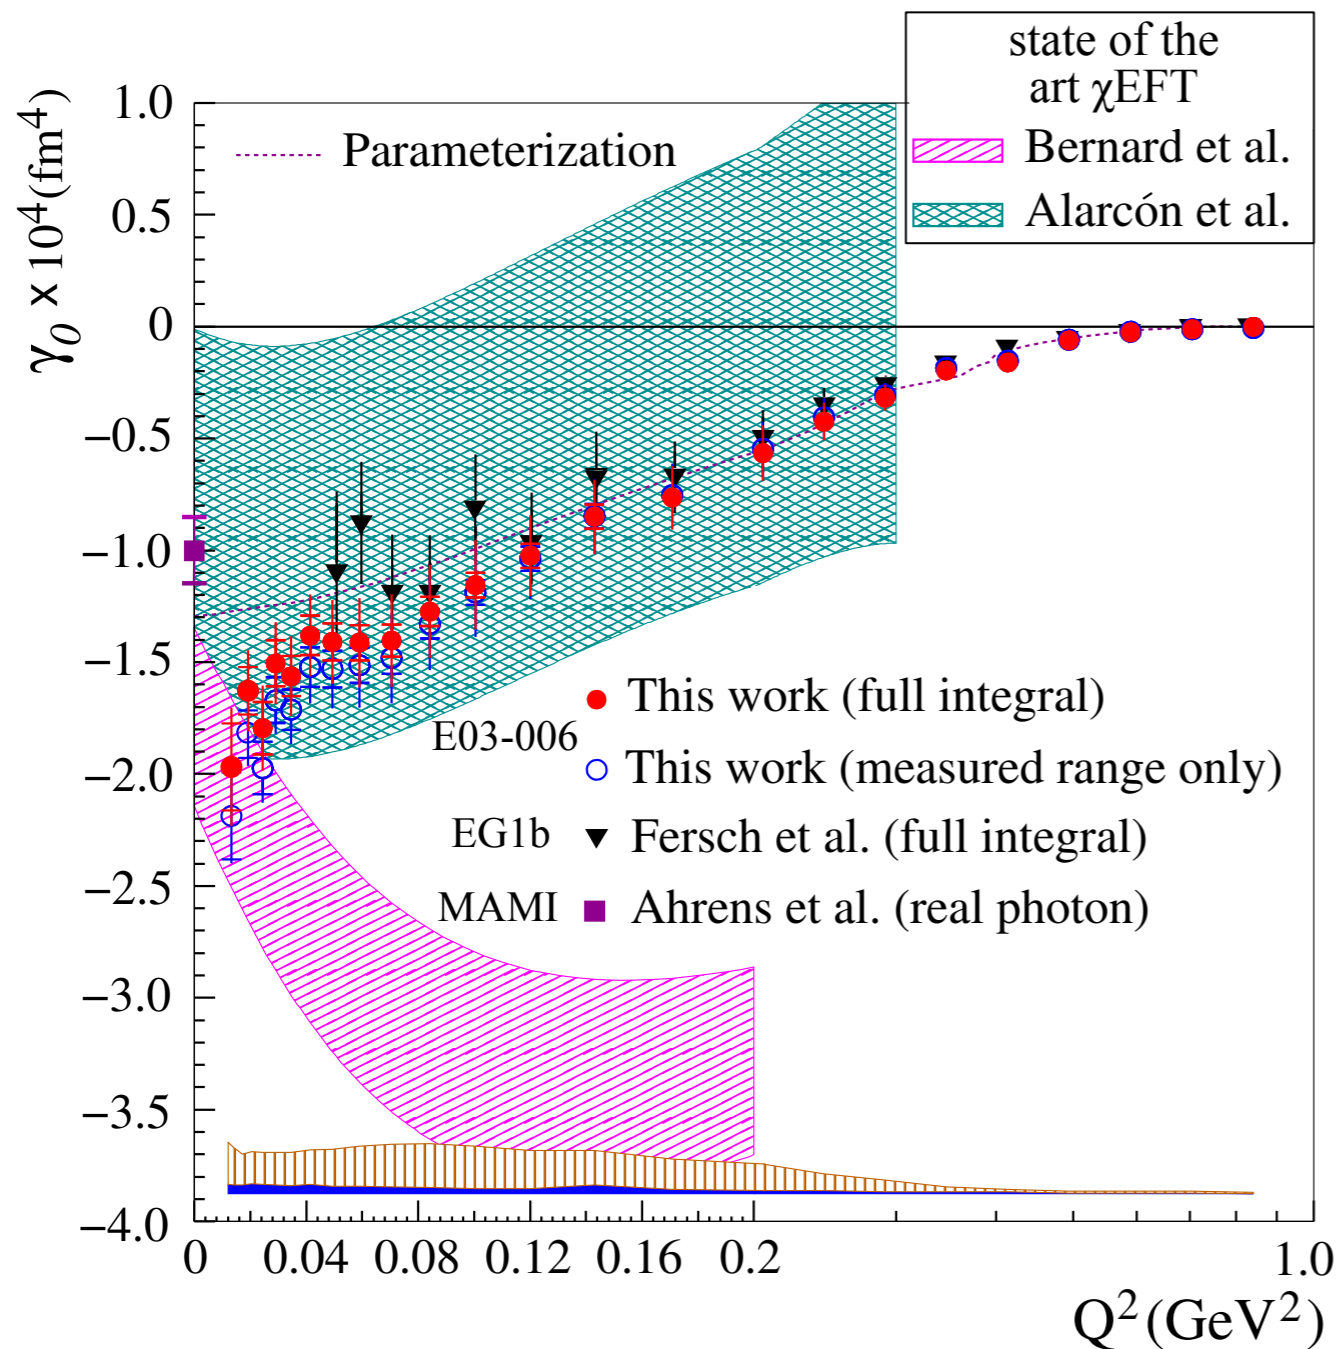 state of the
art χEFT
Bernard et al.
Alarcón et al.
γ0 x 10^4 (fm^4)
Parameterization
1.0
0.5
0
−0.5
−1.0
−1.5
−2.0
−2.5
−3.0
−3.5
−4.0
This work (full integral)
E03-006
This work (measured range only)
EG1b Fersch et al. (full integral)
MAMI Ahrens et al. (real photon)
0 0.04 0.08 0.12 0.16 0.2 1.0
Q^2 (GeV^2)